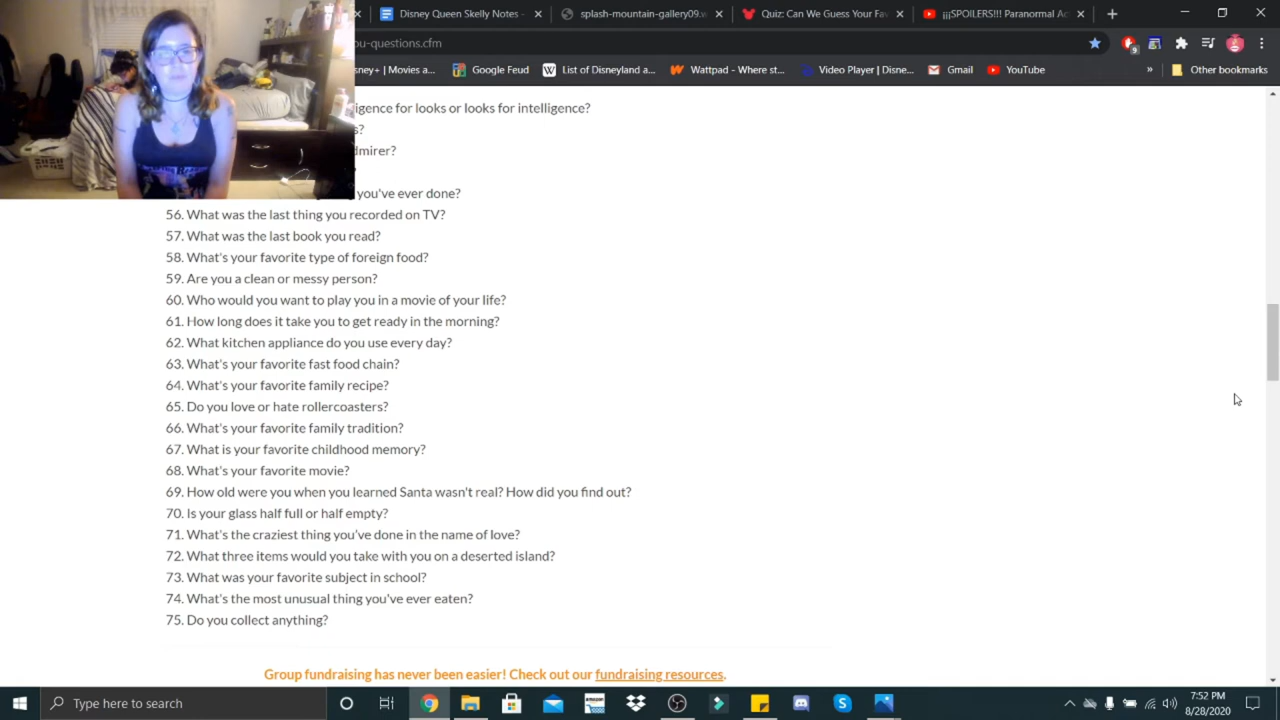 Disney Queen Skelly Notes -
splash-mountain-gallery09.w
Quiz: Can We Guess Your Fav
¡¡¡SPOILERS!!! Paranormal Ac
ou-questions.cfm
9
sney+ | Movies a...
Google Feud
List of Disneyland a...
Wattpad - Where st...
Video Player | Disne...
Gmail
YouTube
»
Other bookmarks
igence for looks or looks for intelligence?
s?
dmirer?
you've ever done?
56. What was the last thing you recorded on TV?
57. What was the last book you read?
58. What's your favorite type of foreign food?
59. Are you a clean or messy person?
60. Who would you want to play you in a movie of your life?
61. How long does it take you to get ready in the morning?
62. What kitchen appliance do you use every day?
63. What's your favorite fast food chain?
64. What's your favorite family recipe?
65. Do you love or hate rollercoasters?
66. What's your favorite family tradition?
67. What is your favorite childhood memory?
68. What's your favorite movie?
69. How old were you when you learned Santa wasn't real? How did you find out?
70. Is your glass half full or half empty?
71. What's the craziest thing you've done in the name of love?
72. What three items would you take with you on a deserted island?
73. What was your favorite subject in school?
74. What's the most unusual thing you've ever eaten?
75. Do you collect anything?
Group fundraising has never been easier! Check out our fundraising resources.
Type here to search
7:52 PM
8/28/2020